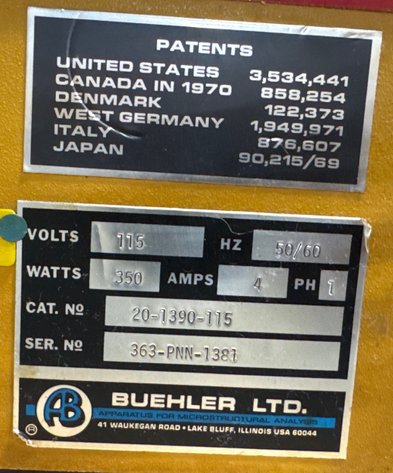 PATENTS
UNITED STATES 3,534,441
CANADA IN 1970 858,254
DENMARK 122,373
WEST GERMANY 1,949,971
ITALY 876,607
JAPAN 90,215/69
VOLTS 115 HZ 50/60
WATTS 350 AMPS 4 PH 1
CAT. Nº 20-1390-115
SER. Nº 363-PNN-1381
AB BUEHLER LTD.
APPARATUS FOR MICROSTRUCTURAL ANALYSIS
® 41 WAUKEGAN ROAD • LAKE BLUFF, ILLINOIS USA 60044